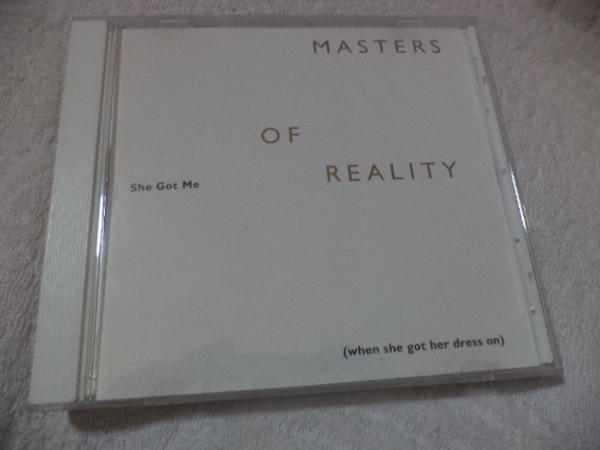 MASTERS
OF
REALITY
She Got Me
(when she got her dress on)